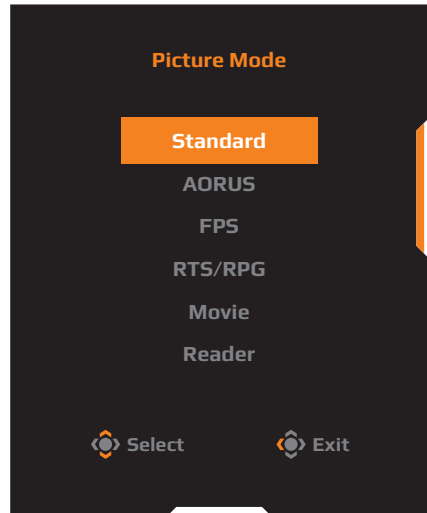 Picture Mode
Standard
AORUS
FPS
RTS/RPG
Movie
Reader
Select Exit